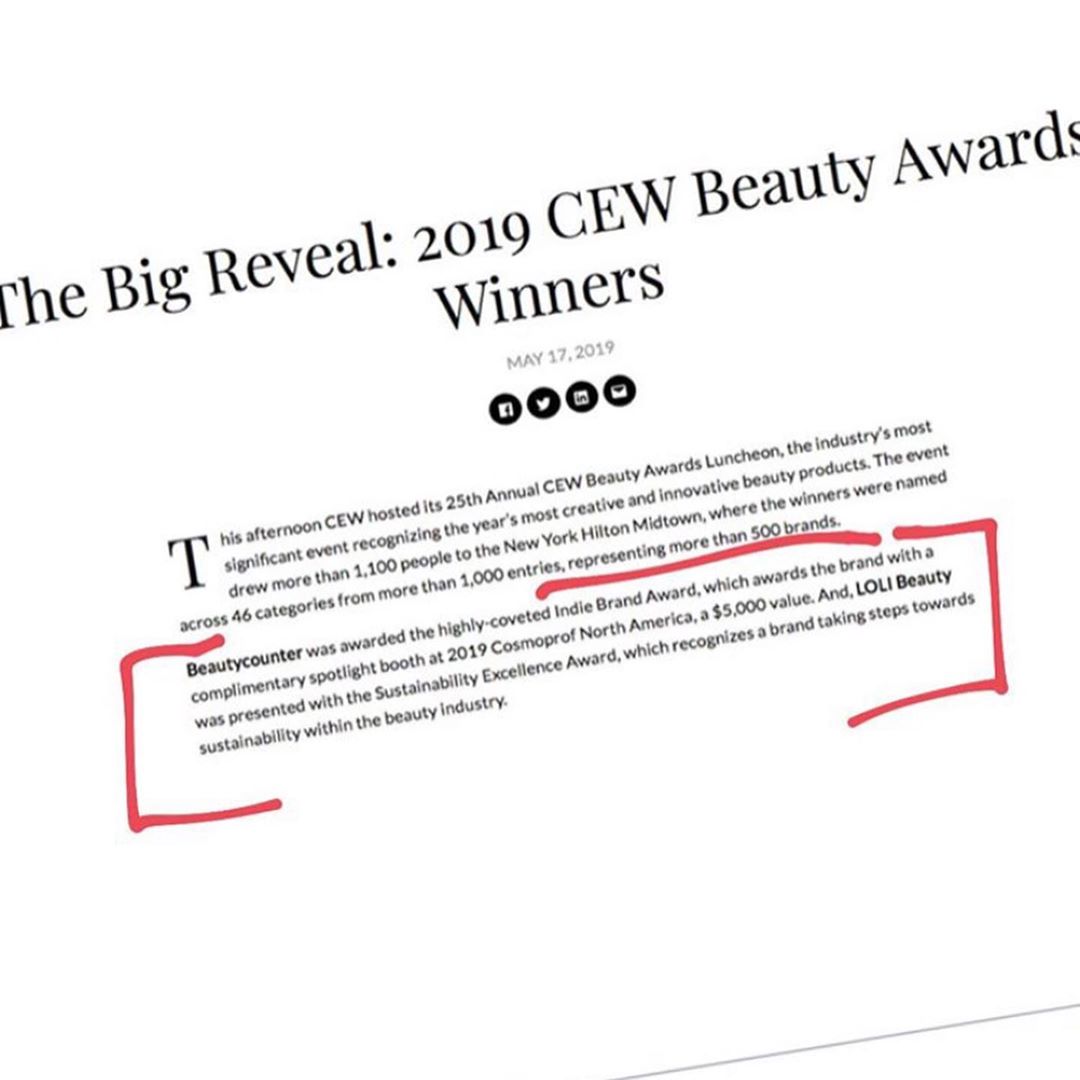 The Big Reveal: 2019 CEW Beauty Awards
Winners
MAY 17, 2019
This afternoon CEW hosted its 25th Annual CEW Beauty Awards Luncheon, the industry's most
significant event recognizing the year's most creative and innovative beauty products. The event
drew more than 1,100 people to the New York Hilton Midtown, where the winners were named
across 46 categories from more than 1,000 entries, representing more than 500 brands.
Beautycounter was awarded the highly-coveted Indie Brand Award, which awards the brand with a
complimentary spotlight booth at 2019 Cosmoprof North America, a $5,000 value. And, LOLI Beauty
was presented with the Sustainability Excellence Award, which recognizes a brand taking steps towards
sustainability within the beauty industry.